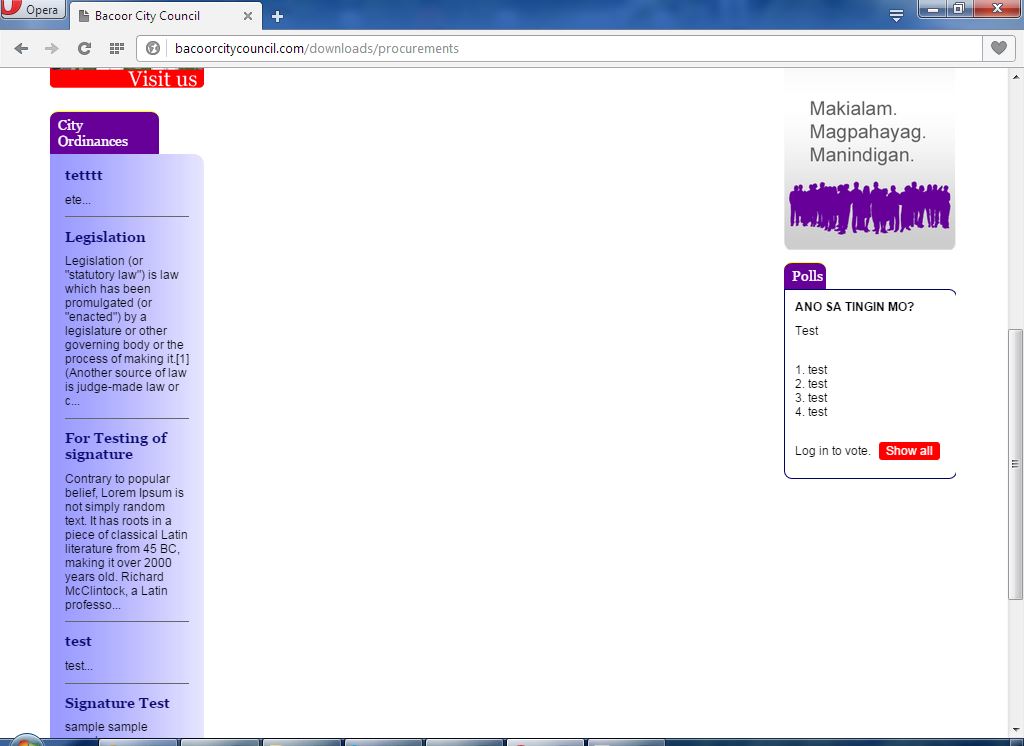 Opera
Bacoor City Council
bacoorcitycouncil.com/downloads/procurements
Visit us
City
Ordinances
tetttt
ete...
Legislation
Legislation (or
"statutory law") is law
which has been
promulgated (or
"enacted") by a
legislature or other
governing body or the
process of making it.[1]
(Another source of law
is judge-made law or
c...
For Testing of
signature
Contrary to popular
belief, Lorem Ipsum is
not simply random
text. It has roots in a
piece of classical Latin
literature from 45 BC,
making it over 2000
years old. Richard
McClintock, a Latin
professo...
test
test...
Signature Test
sample sample
Makialam.
Magpahayag.
Manindigan.
Polls
ANO SA TINGIN MO?
Test
1. test
2. test
3. test
4. test
Log in to vote. Show all